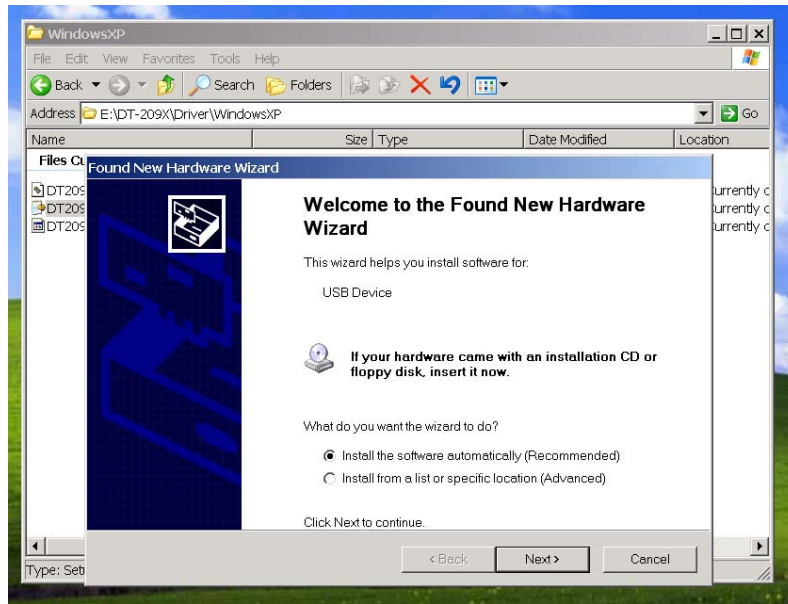 WindowsXP
File Edit View Favorites Tools Help
Back Search Folders
Address E:\DT-209X\Driver\WindowsXP Go
Name Size Type Date Modified Location
Files Cu
Found New Hardware Wizard
DT209
DT209
DT209
urrently c
urrently c
urrently c
Welcome to the Found New Hardware
Wizard
This wizard helps you install software for:
USB Device
If your hardware came with an installation CD or
floppy disk, insert it now.
What do you want the wizard to do?
Install the software automatically (Recommended)
Install from a list or specific location (Advanced)
Click Next to continue.
< Back Next > Cancel
Type: Setu